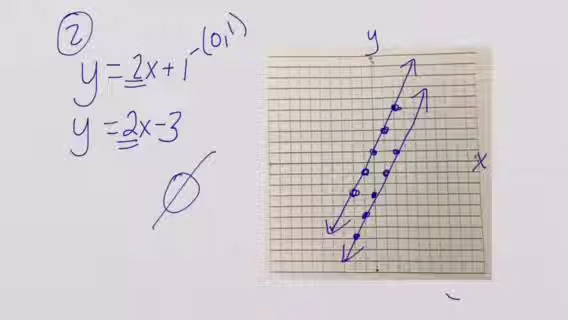 2
y = 2x + 1 - (0,1)
y = 2x - 3
∅
y
x